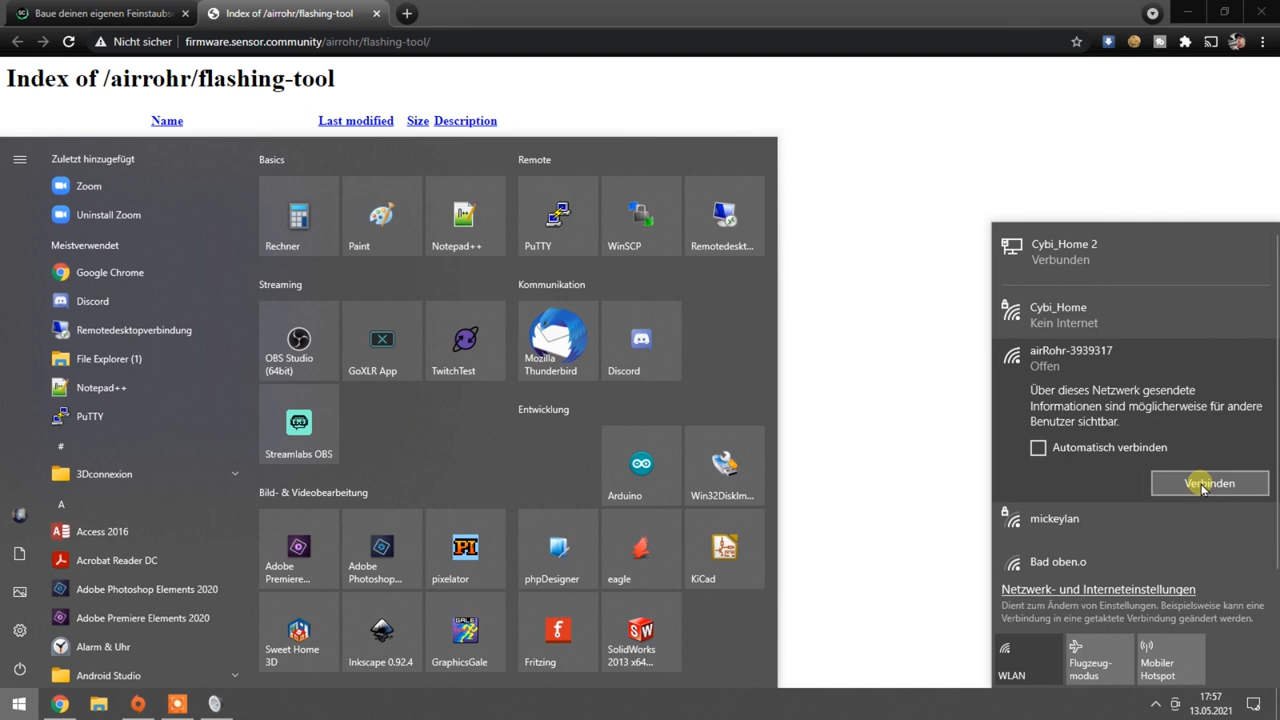 Baue deinen eigenen Feinstaubs
Index of /airrohr/flashing-tool
Nicht sicher
firmware.sensor.community/airrohr/flashing-tool/
Index of /airrohr/flashing-tool
Name Last modified Size Description
Zuletzt hinzugefügt
Zoom
Uninstall Zoom
Meistverwendet
Google Chrome
Discord
Remotedesktopverbindung
File Explorer (1)
Notepad++
PuTTY
#
3Dconnexion
A
Access 2016
Acrobat Reader DC
Adobe Photoshop Elements 2020
Adobe Premiere Elements 2020
Alarm & Uhr
Android Studio
Basics
Rechner
Paint
Notepad++
Streaming
OBS Studio
(64bit)
GoXLR App
TwitchTest
Streamlabs OBS
Bild- & Videobearbeitung
Adobe
Premiere...
Adobe
Photoshop...
pixelator
Sweet Home
3D
Inkscape 0.92.4
GraphicsGale
Remote
PuTTY
WinSCP
Remotedeskt...
Kommunikation
Mozilla
Thunderbird
Discord
Entwicklung
Arduino
Win32DiskIm...
phpDesigner
eagle
KiCad
Fritzing
SolidWorks
2013 x64...
Cybi_Home 2
Verbunden
Cybi_Home
Kein Internet
airRohr-3939317
Offen
Über dieses Netzwerk gesendete
Informationen sind möglicherweise für andere
Benutzer sichtbar.
Automatisch verbinden
Verbinden
mickeylan
Bad oben.o
Netzwerk- und Interneteinstellungen
Dient zum Ändern von Einstellungen. Beispielsweise kann eine
Verbindung in eine getaktete Verbindung geändert werden.
WLAN
Flugzeug-
modus
Mobiler
Hotspot
17:57
13.05.2021